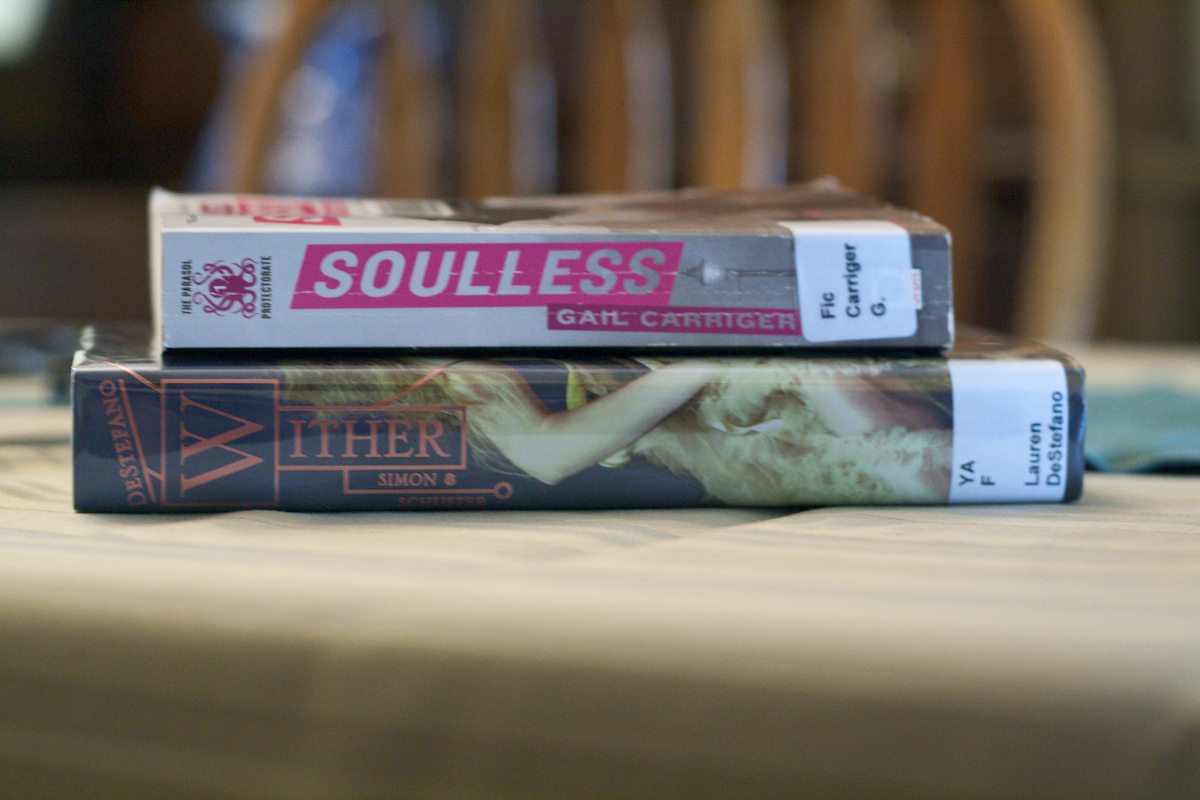 THE PARASOL
PROTECTORATE
SOULLESS
GAIL CARRIGER
Fic
Carriger
G.
DESTEFANO
WITHER
SIMON &
SCHUSTER
YA
F
Lauren
DeStefano